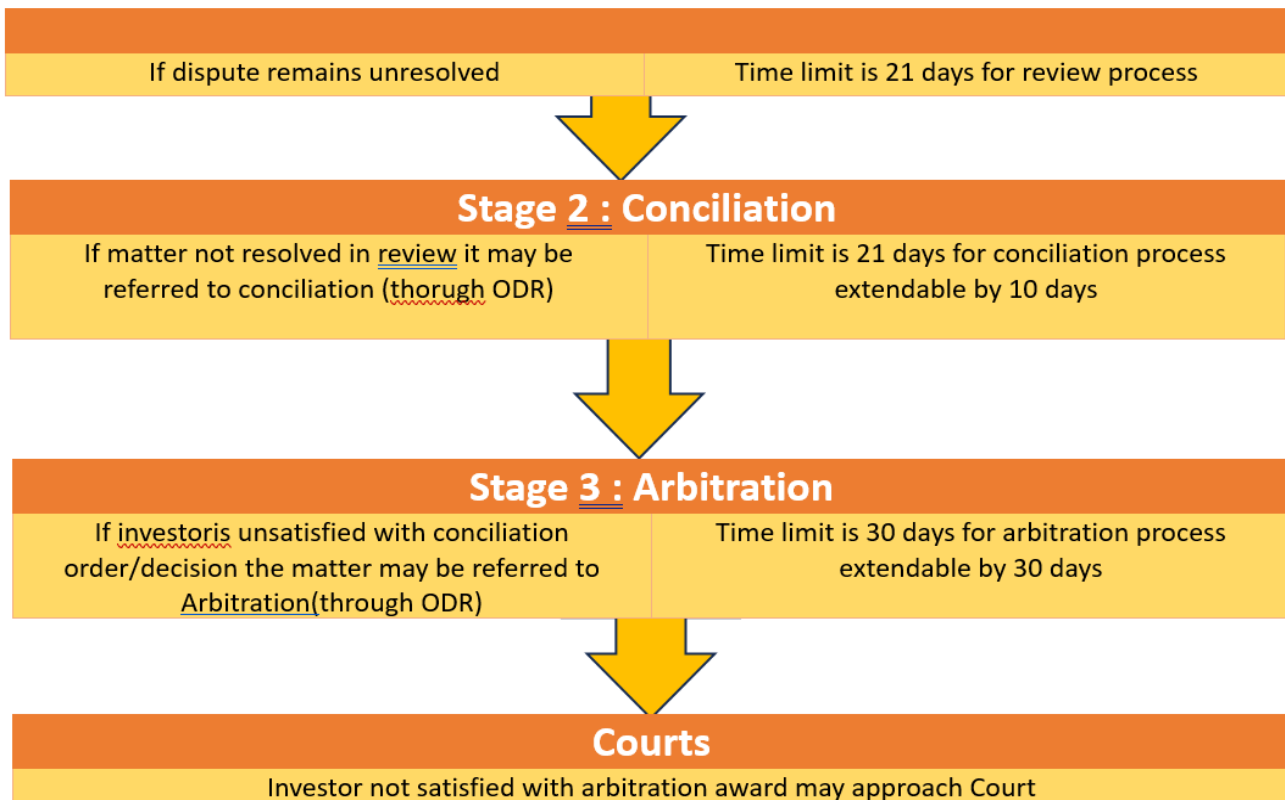 If dispute remains unresolved
Time limit is 21 days for review process
Stage 2 : Conciliation
If matter not resolved in review it may be
referred to conciliation (thorugh ODR)
Time limit is 21 days for conciliation process
extendable by 10 days
Stage 3 : Arbitration
If investoris unsatisfied with conciliation
order/decision the matter may be referred to
Arbitration(through ODR)
Time limit is 30 days for arbitration process
extendable by 30 days
Courts
Investor not satisfied with arbitration award may approach Court